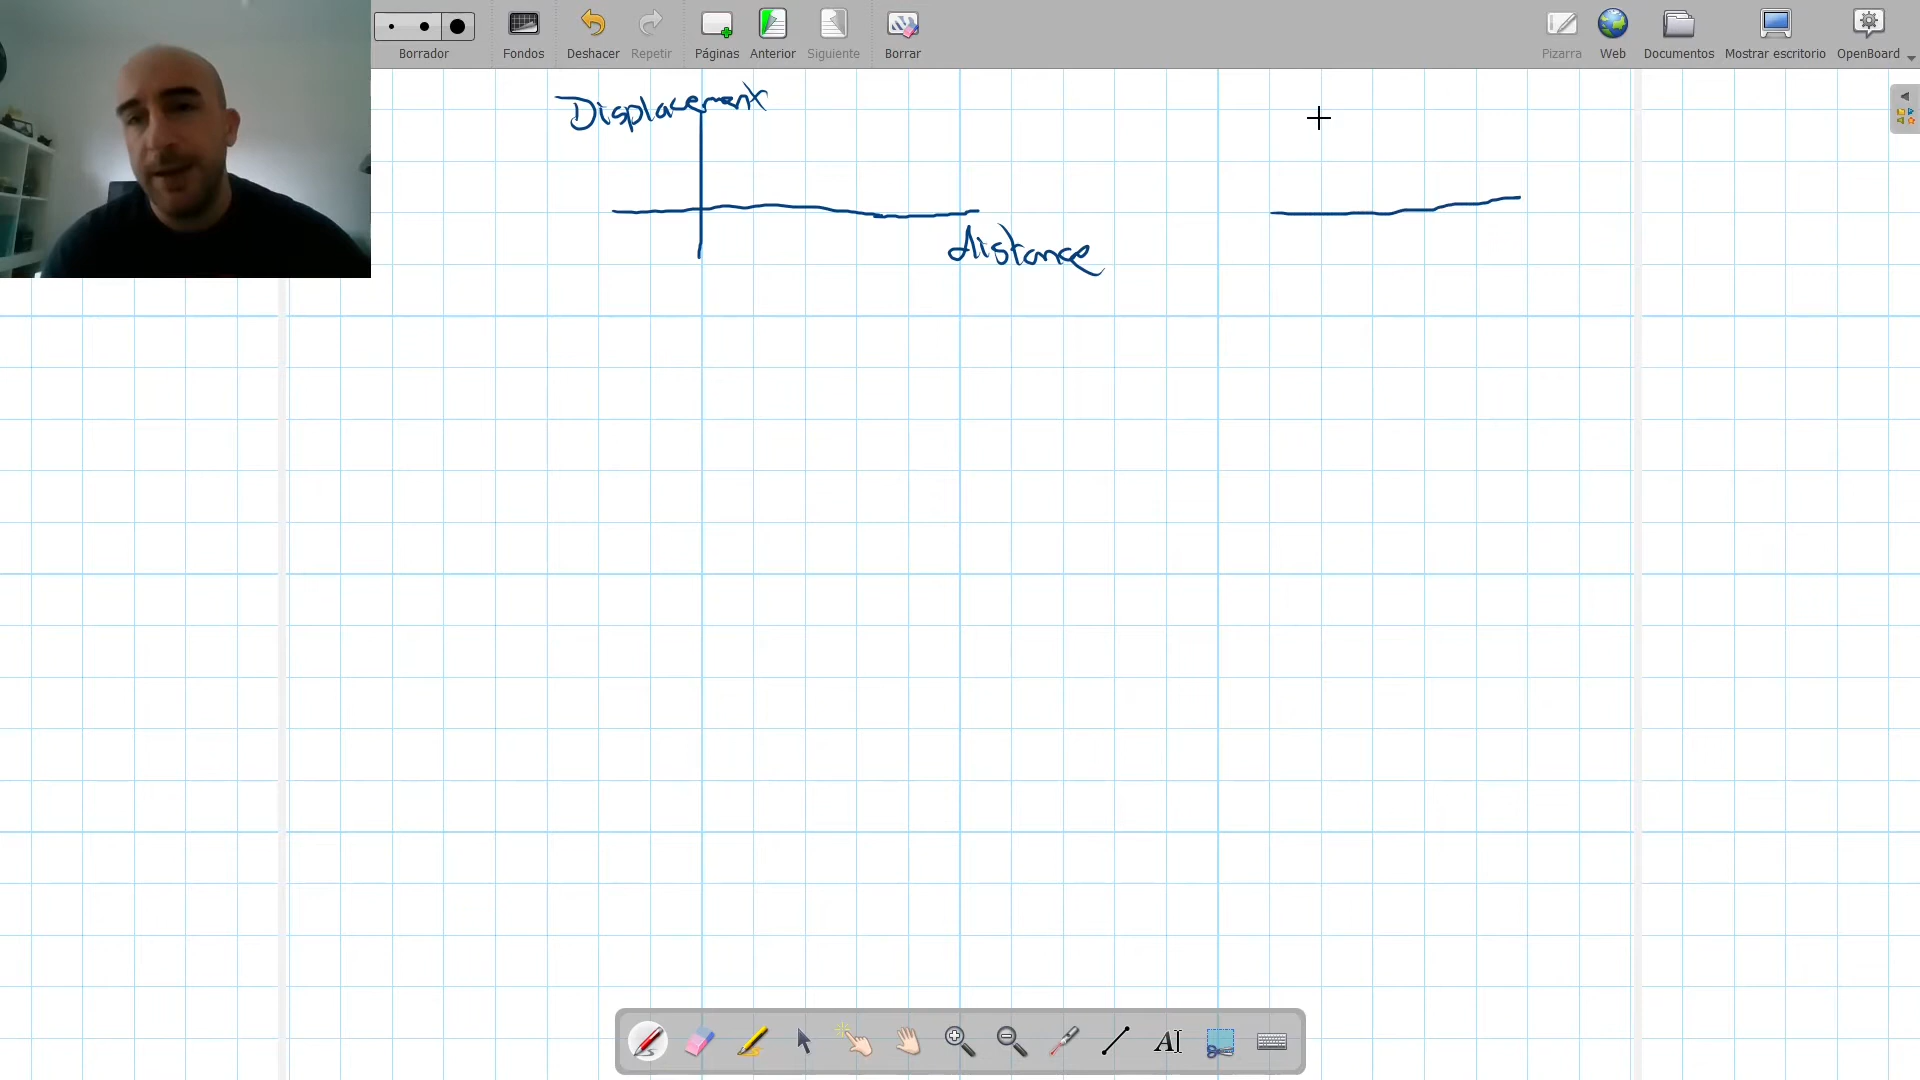 Borrador
Fondos
Deshacer
Repetir
Páginas
Anterior
Siguiente
Borrar
Pizarra
Web
Documentos
Mostrar escritorio
OpenBoard
Displacement
distance